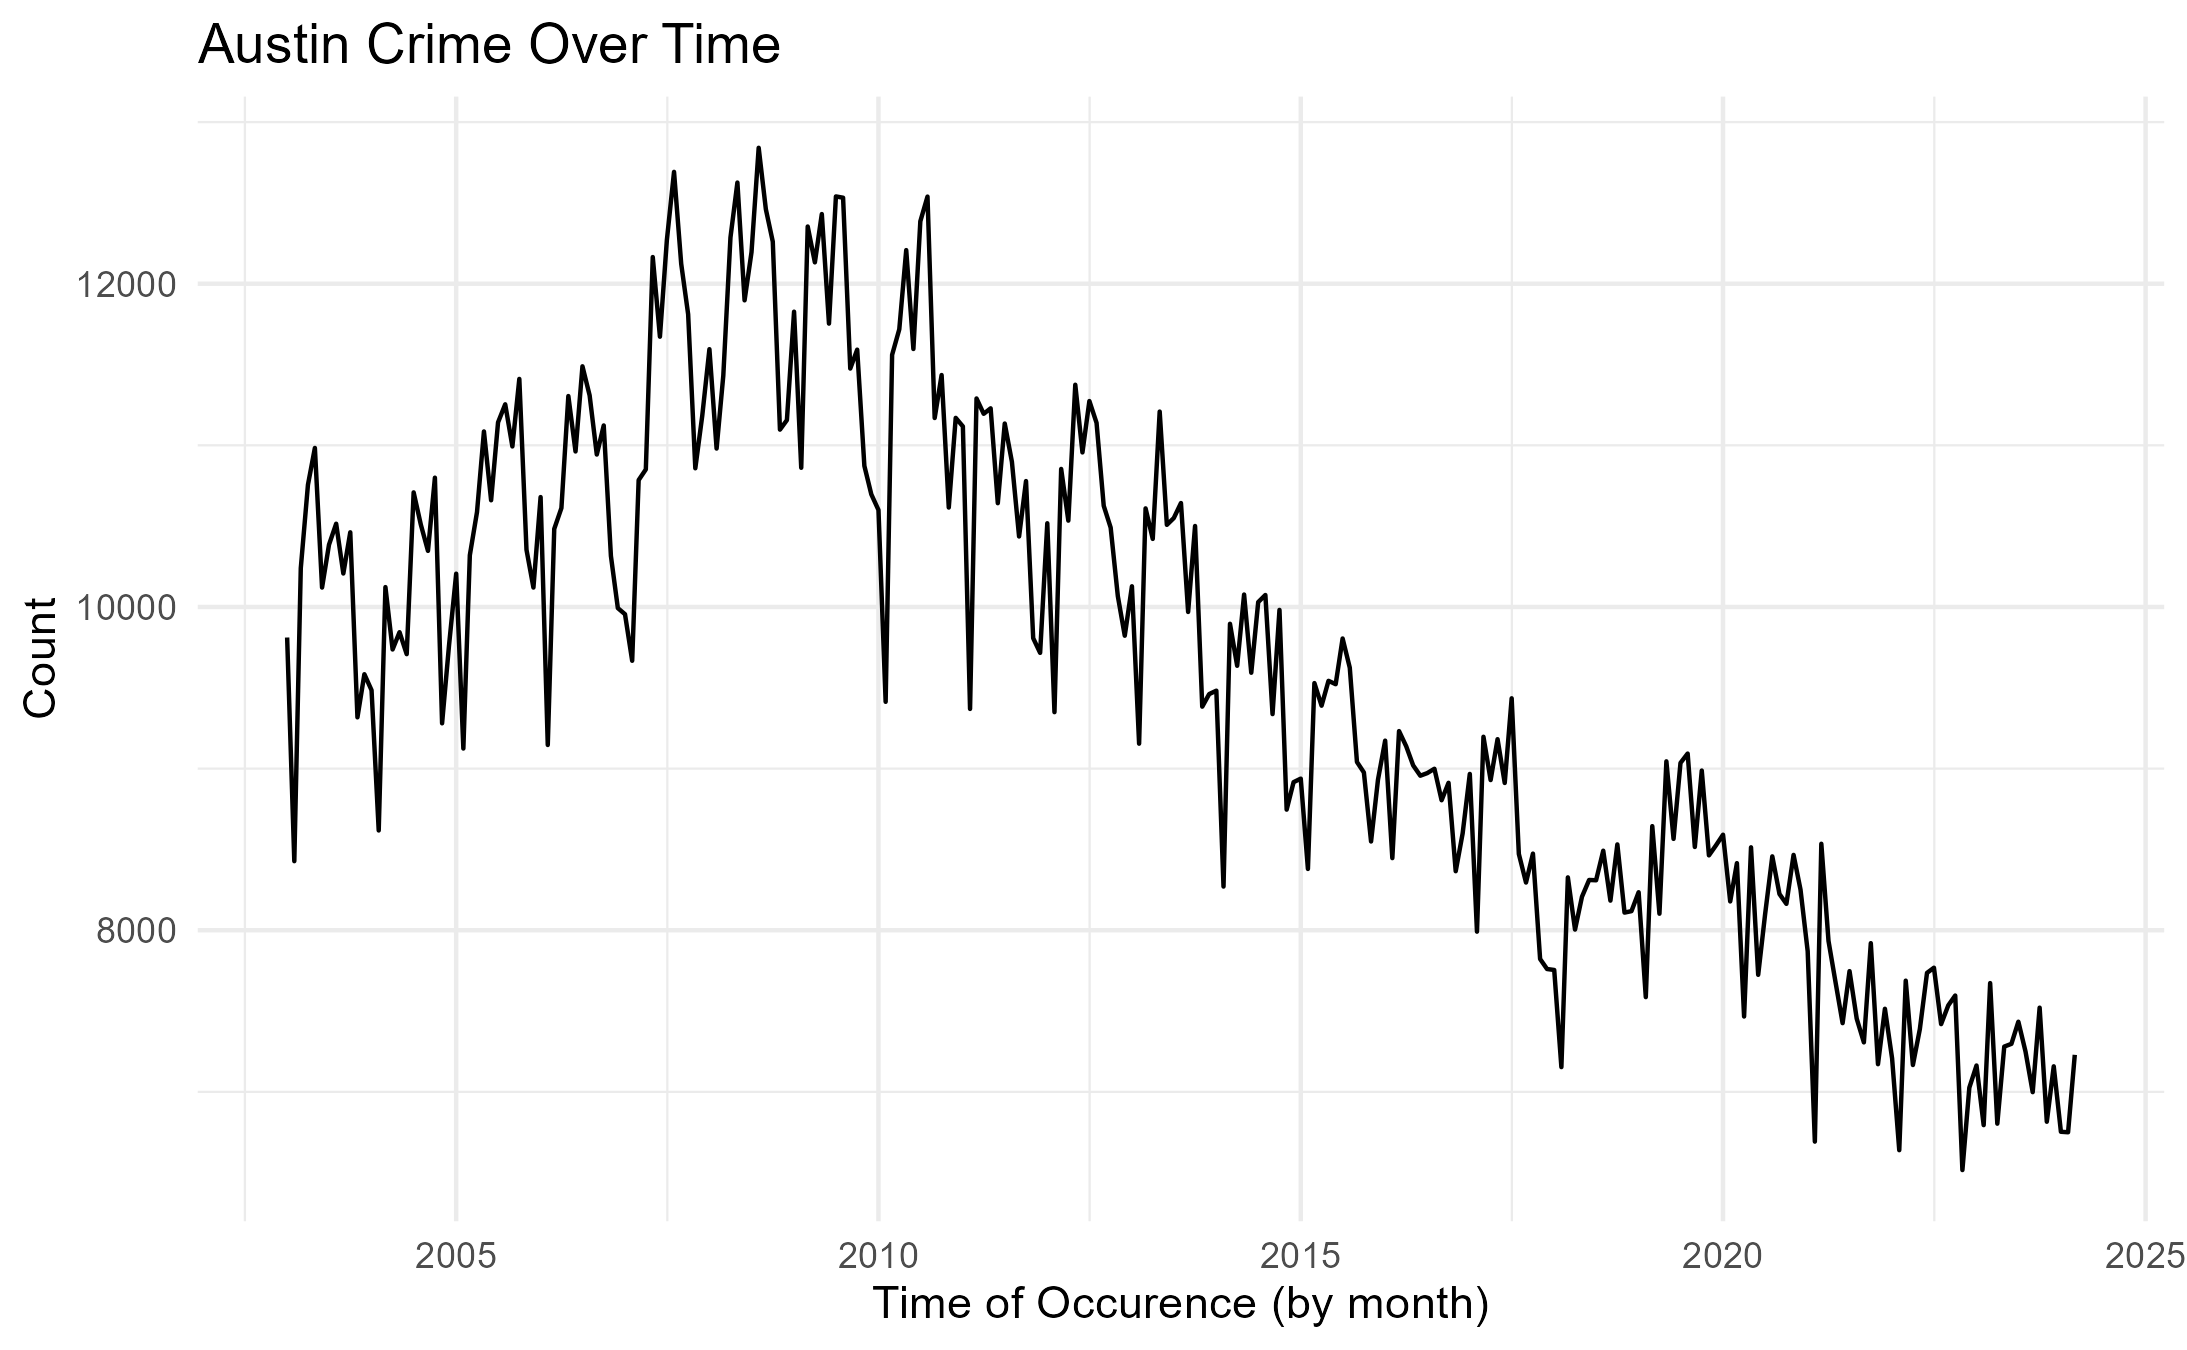 Austin Crime Over Time
12000
10000
8000
Count
2005 2010 2015 2020 2025
Time of Occurence (by month)